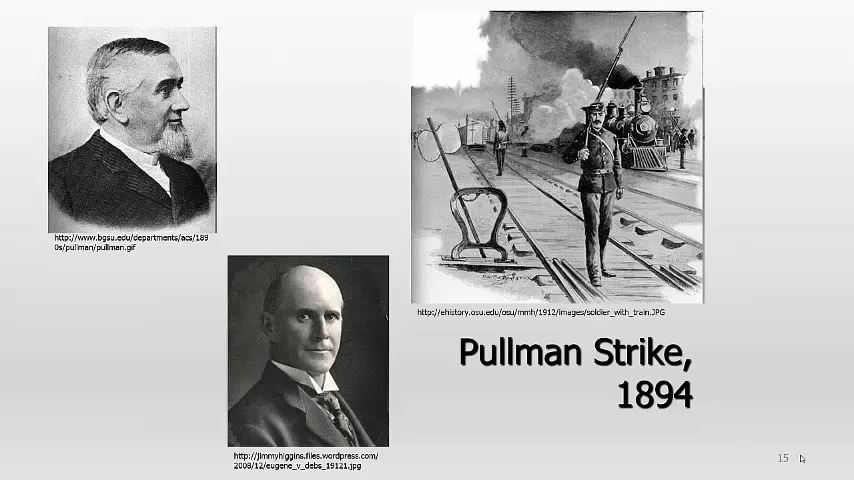 http://www.bgsu.edu/departments/acs/189
0s/pullman/pullman.gif
http://ehistory.osu.edu/osu/mmh/1912/images/soldier_with_train.JPG
Pullman Strike,
1894
http://jimmyhiggins.files.wordpress.com/
2008/12/eugene_v_debs_19121.jpg
15